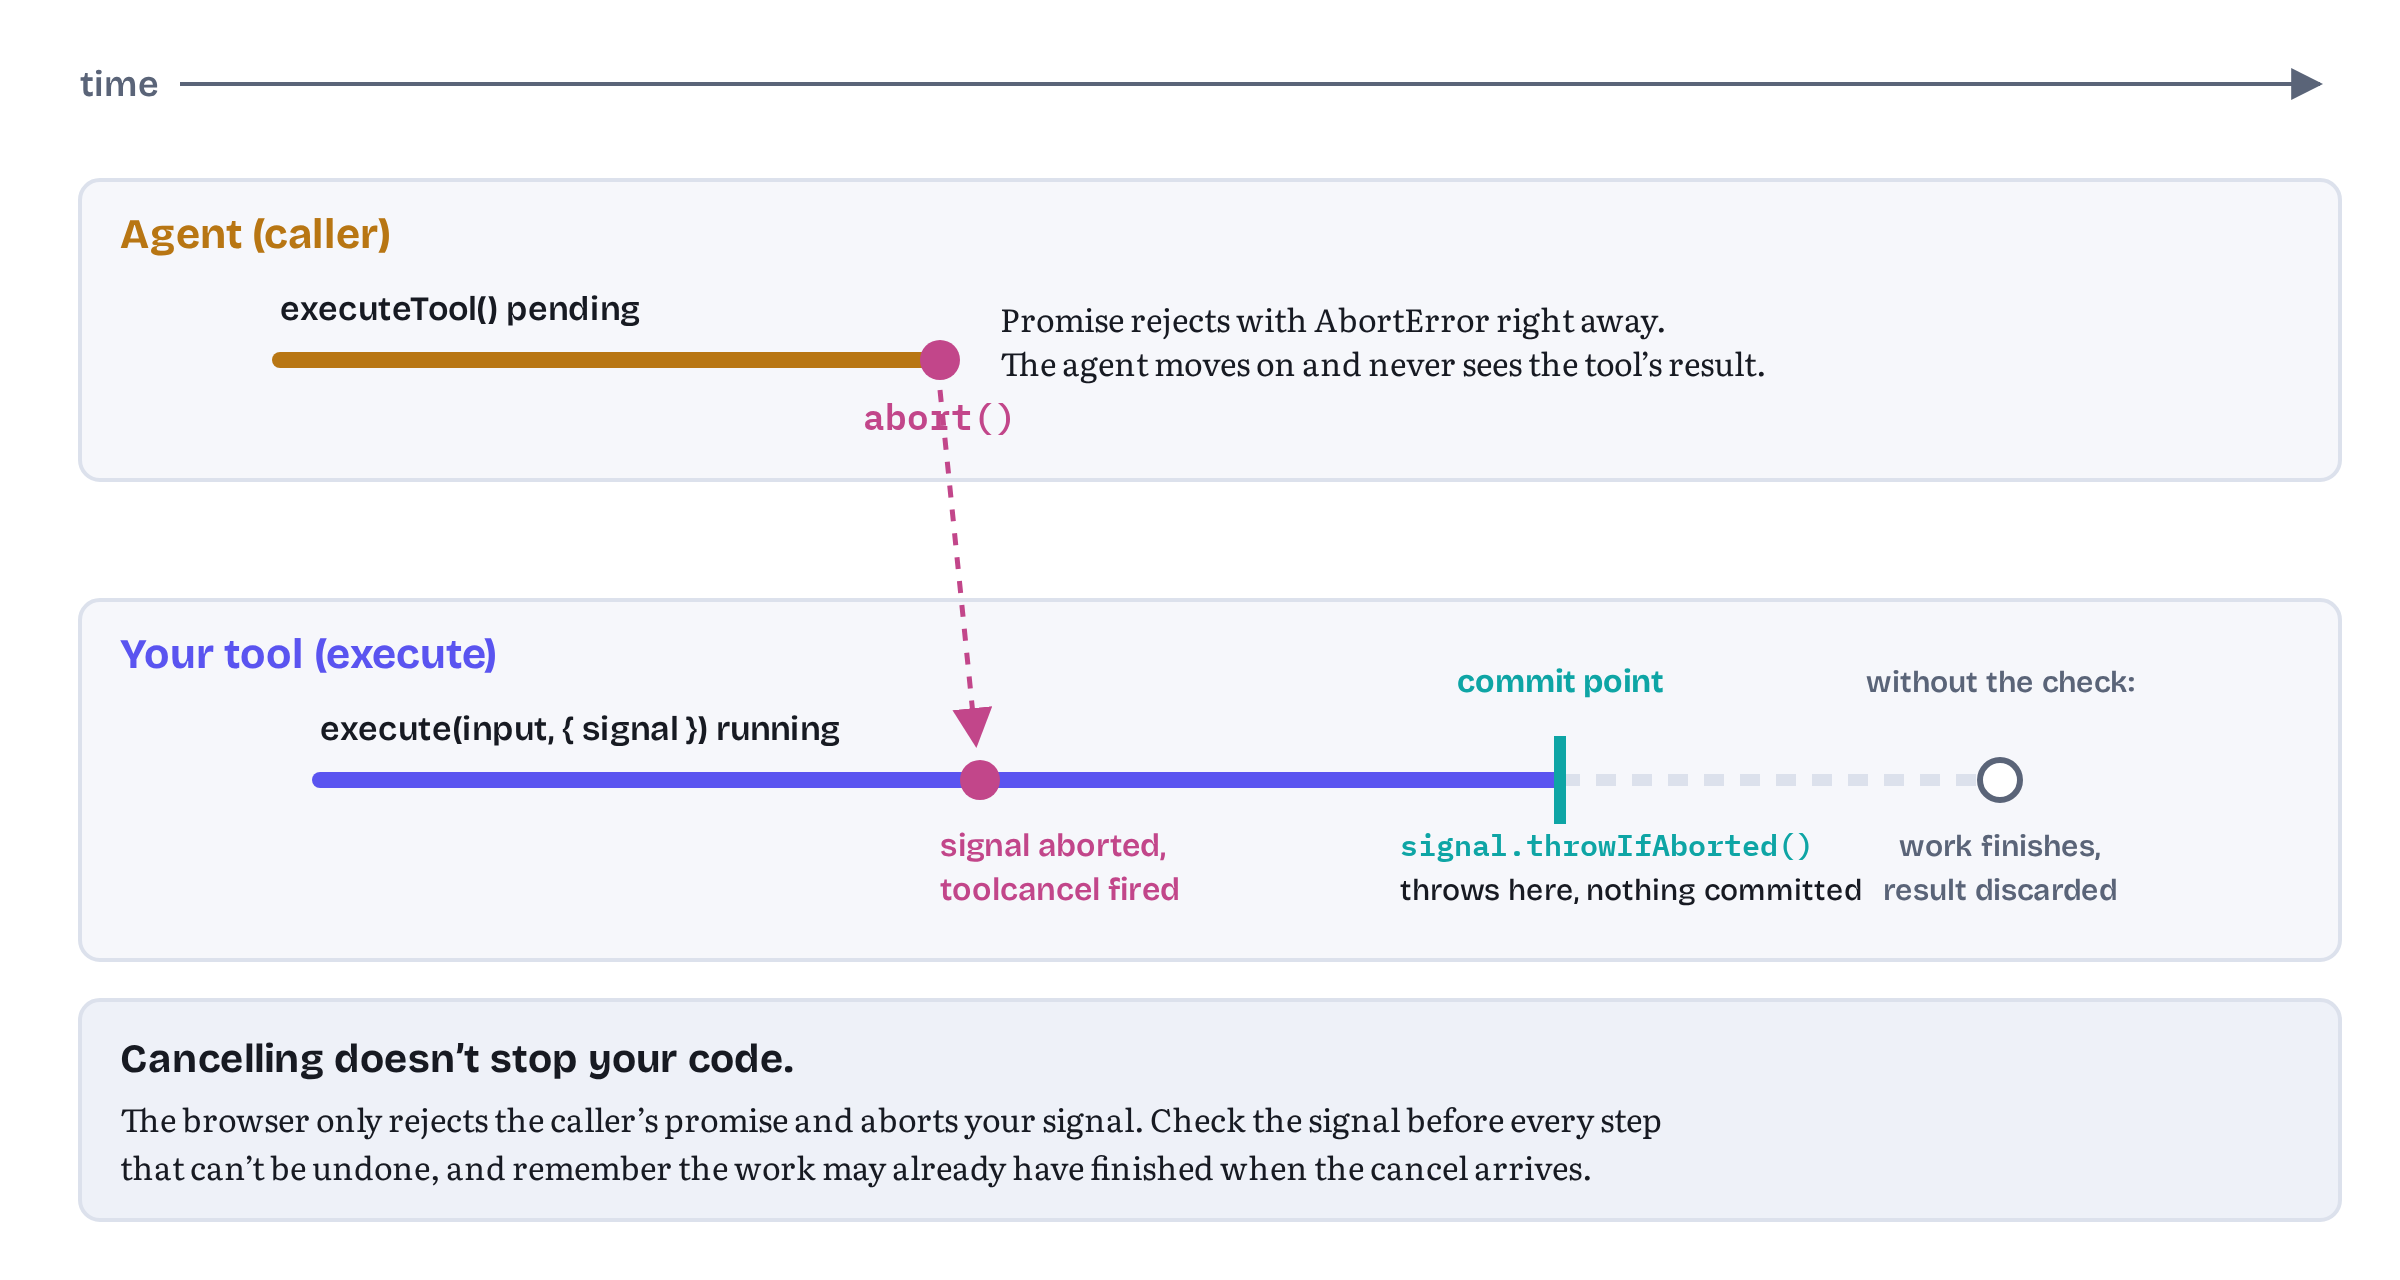 time
Agent (caller)
executeTool() pending
Promise rejects with AbortError right away.
The agent moves on and never sees the tool’s result.
abort()
Your tool (execute)
commit point
without the check:
execute(input, { signal }) running
signal aborted,
toolcancel fired
signal.throwIfAborted()
throws here, nothing committed
work finishes,
result discarded
Cancelling doesn’t stop your code.
The browser only rejects the caller’s promise and aborts your signal. Check the signal before every step
that can’t be undone, and remember the work may already have finished when the cancel arrives.